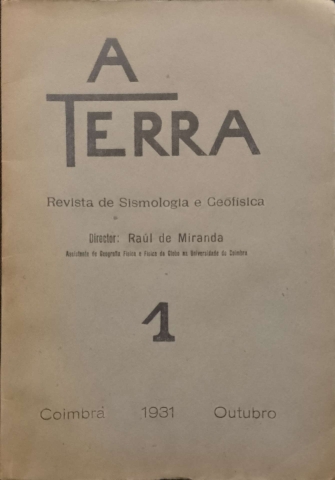 A
TERRA
Revista de Sismologia e Geofísica
Director: Raúl de Miranda
Assistente de Geografia Física e Física do Globo da Universidade de Coimbra
1
Coimbra 1931 Outubro